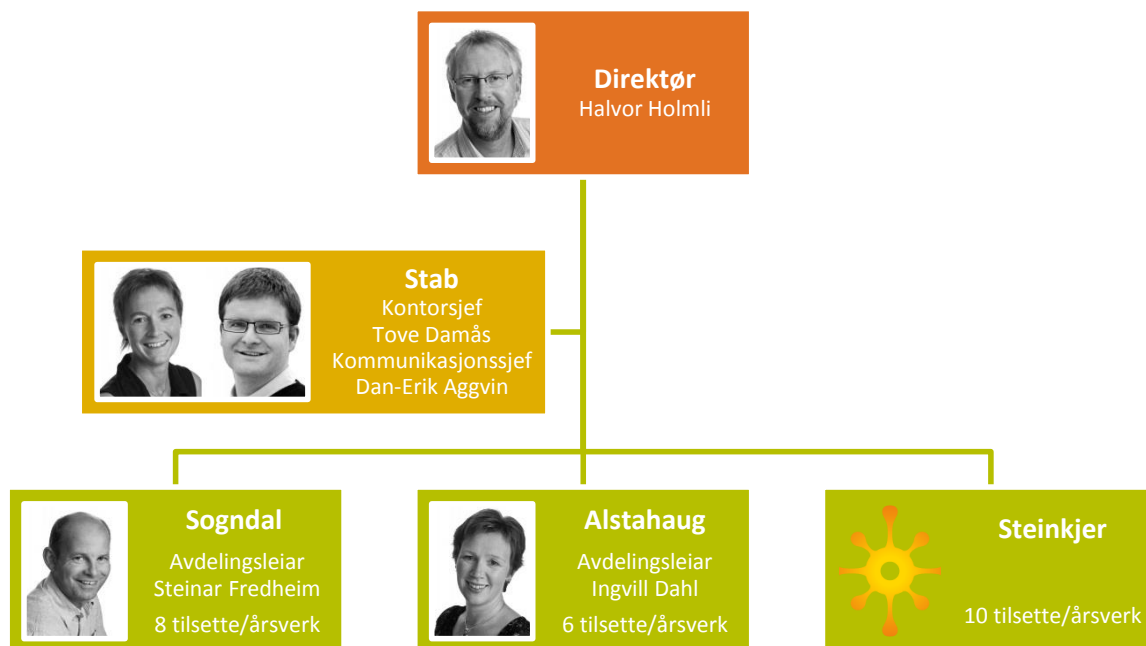 Direktør
Halvor Holmli
Stab
Kontorsjef
Tove Damås
Kommunikasjonssjef
Dan-Erik Aggvin
Sogndal
Avdelingsleiar
Steinar Fredheim
8 tilsette/årsverk
Alstahaug
Avdelingsleiar
Ingvill Dahl
6 tilsette/årsverk
Steinkjer
10 tilsette/årsverk